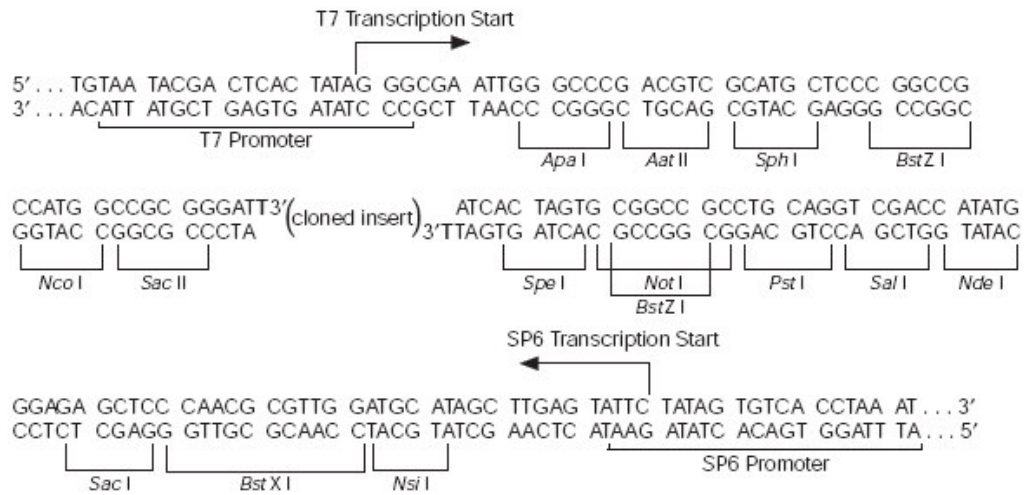 T7 Transcription Start
5′ . . . TGTAA TACGA CTCAC TATAG GGCGA ATTGG GCCCG ACGTC GCATG CTCCC GGCCG
3′ . . . ACATT ATGCT GAGTG ATATC CCGCT TAACC CGGGC TGCAG CGTAC GAGGG CCGGC
T7 Promoter
Apa I Aat II Sph I BstZ I
CCATG GCCGC GGGATT3′ (cloned insert) ATCAC TAGTG CGGCC GCCTG CAGGT CGACC ATATG
GGTAC CGGCG CCCTA 3′TTAGTG ATCAC GCCGG CGGAC GTCCA GCTGG TATAC
Nco I Sac II Spe I Not I Pst I Sal I Nde I
BstZ I
SP6 Transcription Start
GGAGA GCTCC CAACG CGTTGG ATGC ATAGC TTGAG TATTC TATAG TGTCA CCTAA AT . . . 3′
CCTCT CGAGG GTTGC GCAACC TACG TATCG AACTC ATAAG ATATC ACAGT GGATT TA . . . 5′
Sac I BstX I Nsi I SP6 Promoter